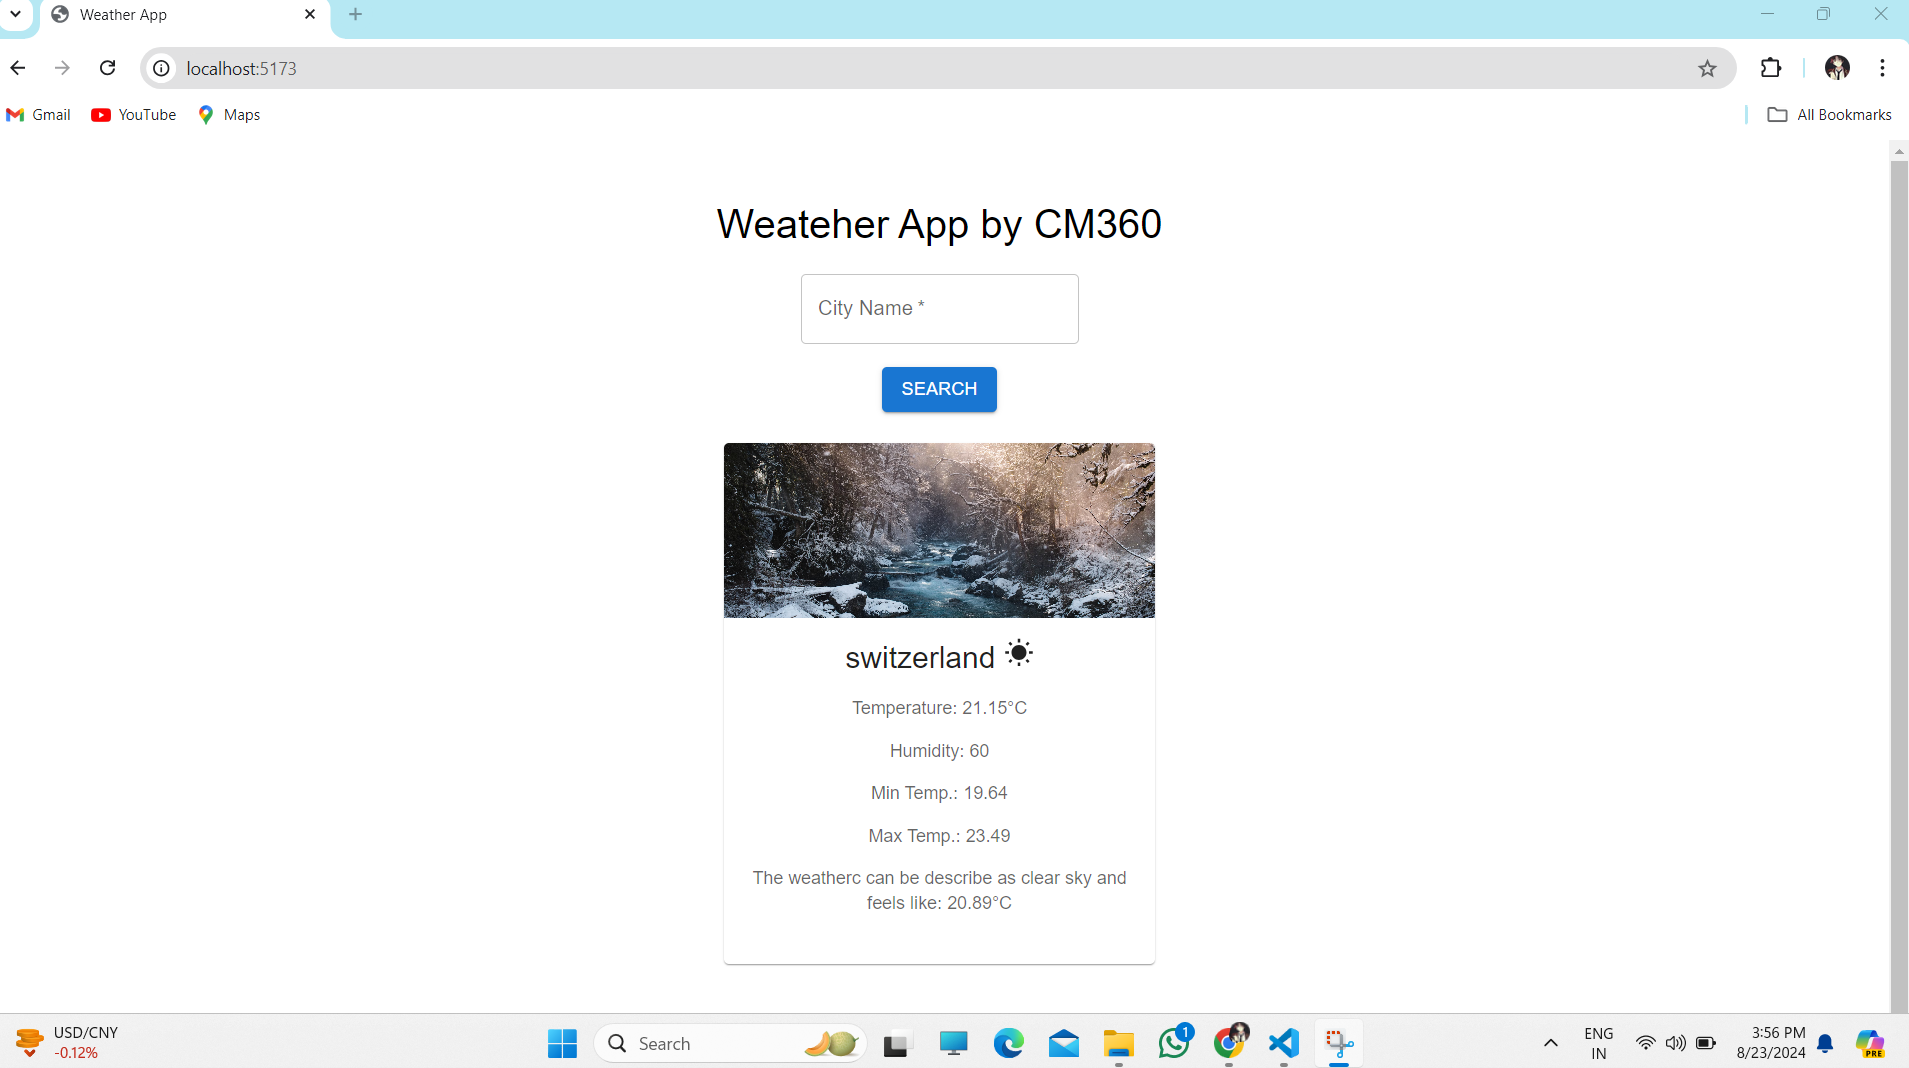 Weather App
localhost:5173
Gmail
YouTube
Maps
All Bookmarks
Weateher App by CM360
City Name *
SEARCH
switzerland
Temperature: 21.15°C
Humidity: 60
Min Temp.: 19.64
Max Temp.: 23.49
The weatherc can be describe as clear sky and
feels like: 20.89°C
USD/CNY
-0.12%
Search
1
ENG
IN
3:56 PM
8/23/2024
PRE